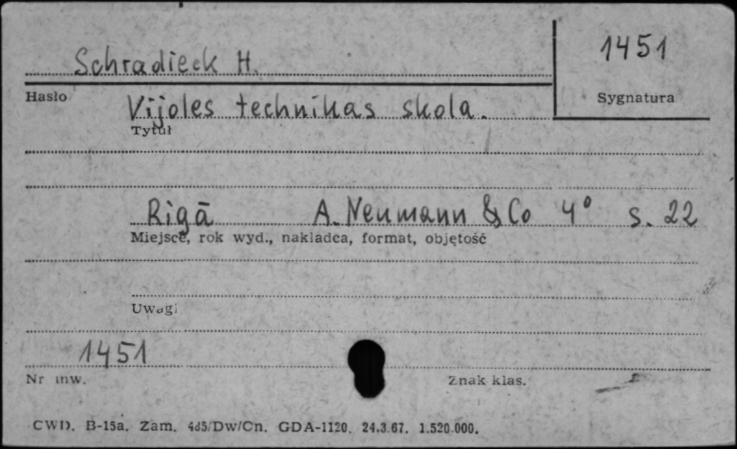 Schradieck H.
1451
Hasło
Sygnatura
Vijoles technikas skola.
Tytuł
Rigā A. Neumann & Co 4° s. 22
Miejsce, rok wyd., nakładca, format, objętość
Uwagi
1451
Nr inw.
Znak klas.
CWD. B-15a. Zam. 485/Dw/Cn. GDA-1120. 24.3.67. 1.520.000.